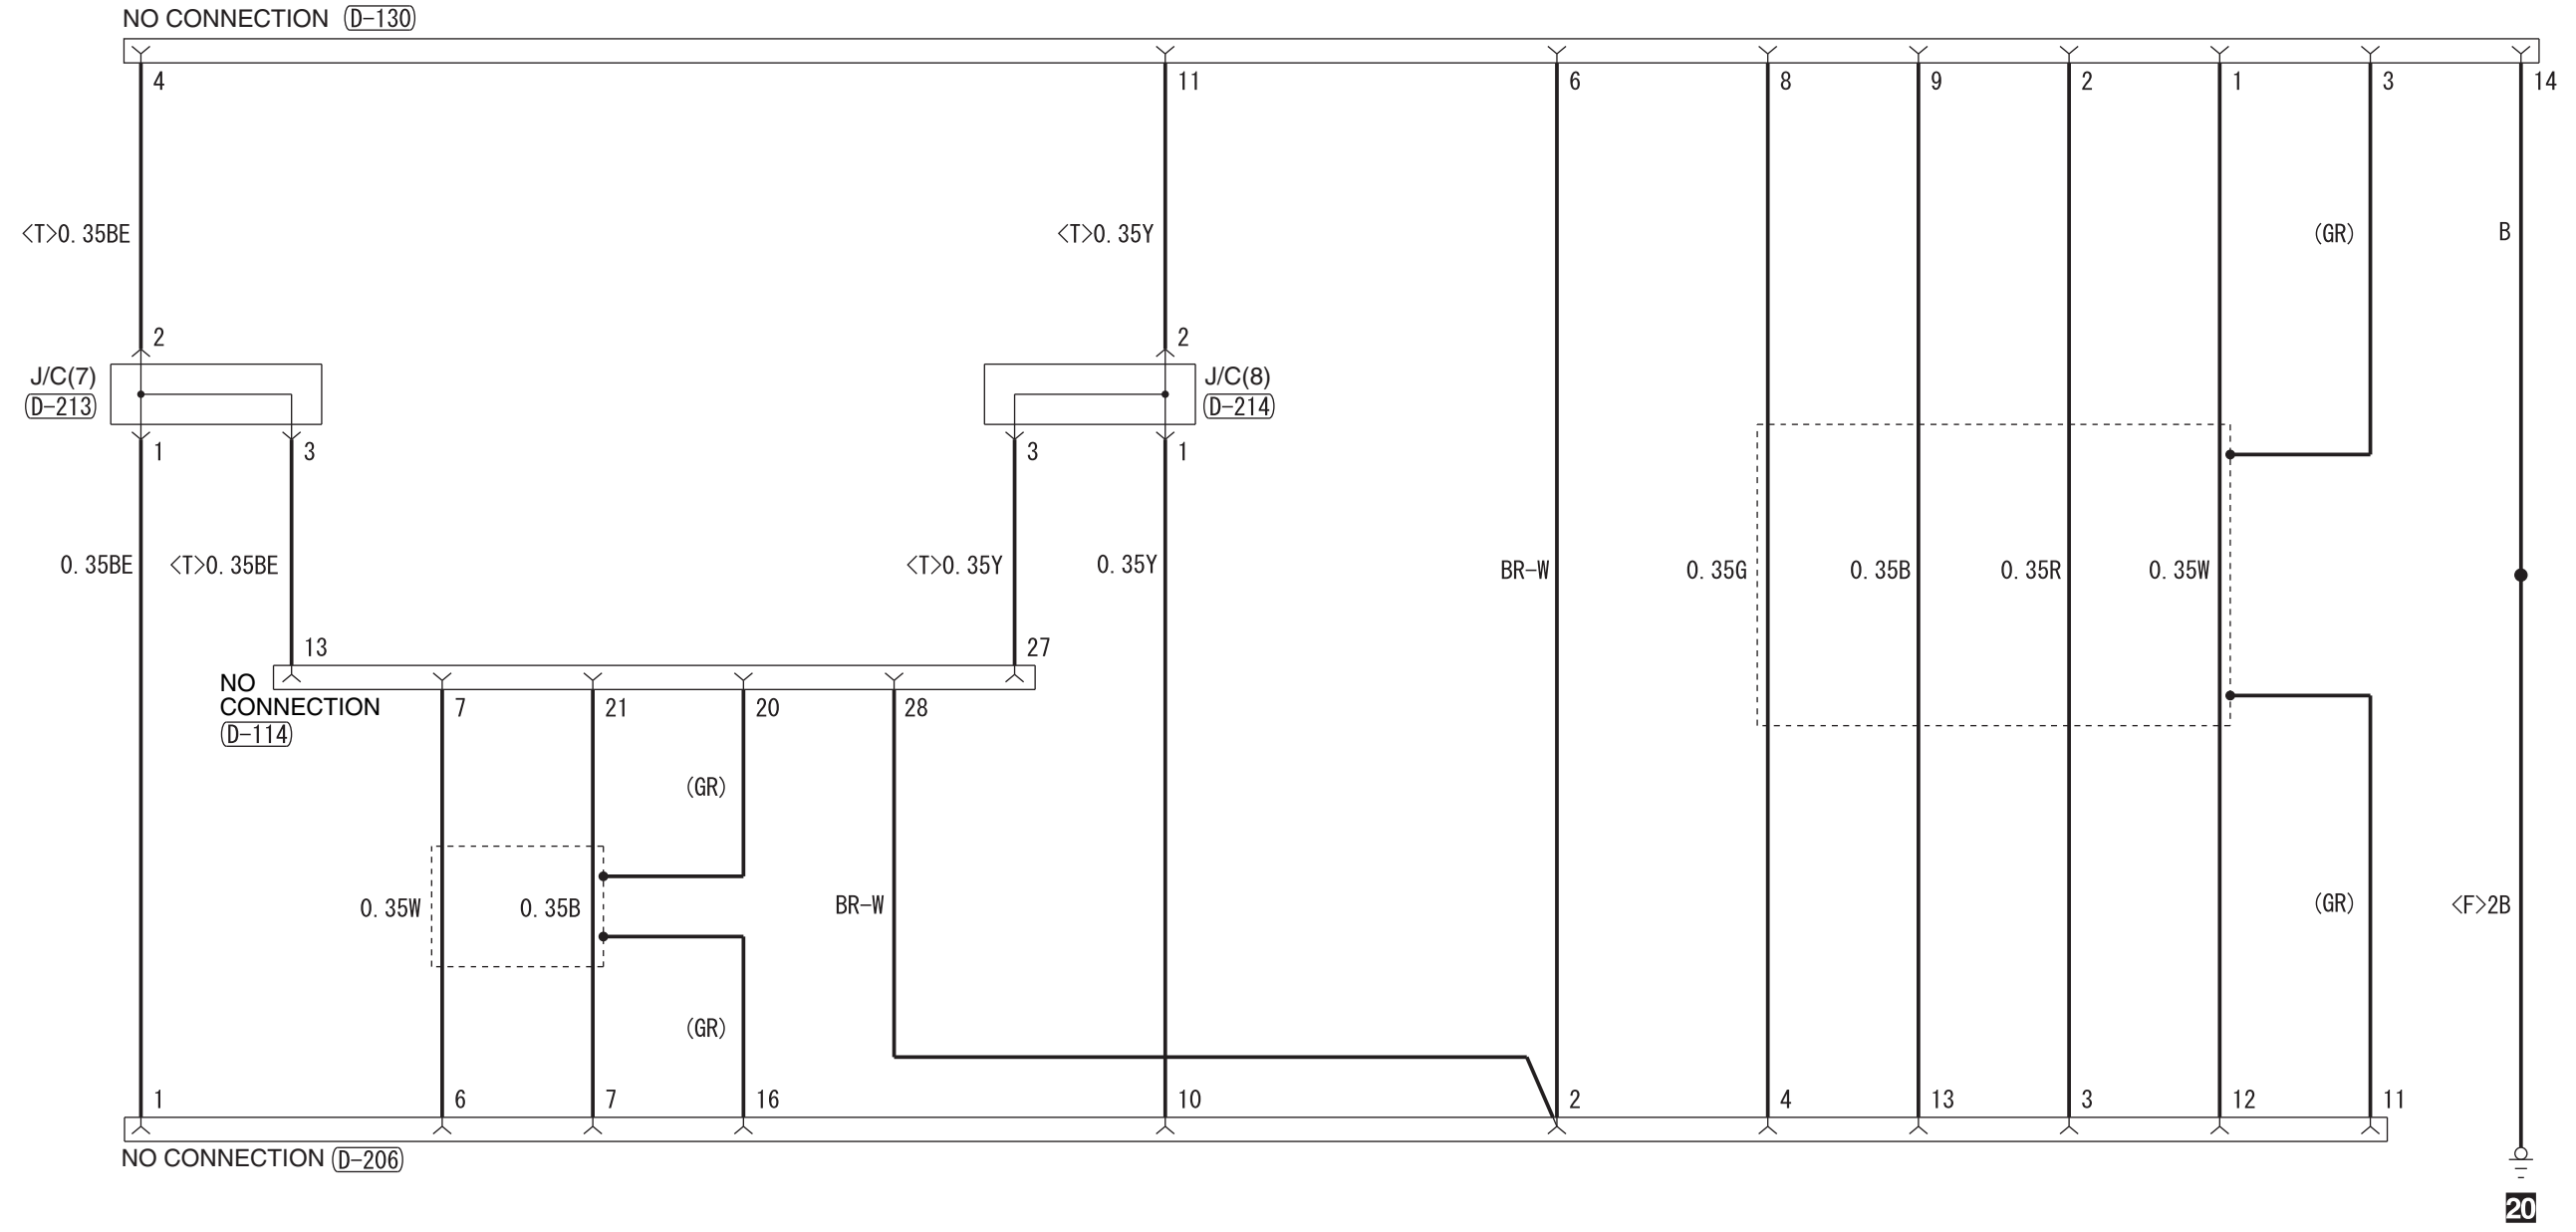 NO CONNECTION (D-130)
4 11 6 8 9 2 1 3 14
<T>0.35BE <T>0.35Y (GR) B
2 2
J/C(7) J/C(8)
(D-213) (D-214)
1 3 3 1
0.35BE <T>0.35BE <T>0.35Y 0.35Y BR-W 0.35G 0.35B 0.35R 0.35W
13 27
NO
CONNECTION
(D-114)
7 21 20 28
(GR)
0.35W 0.35B BR-W (GR) <F>2B
(GR)
1 6 7 16 10 2 4 13 3 12 11
NO CONNECTION (D-206)
20